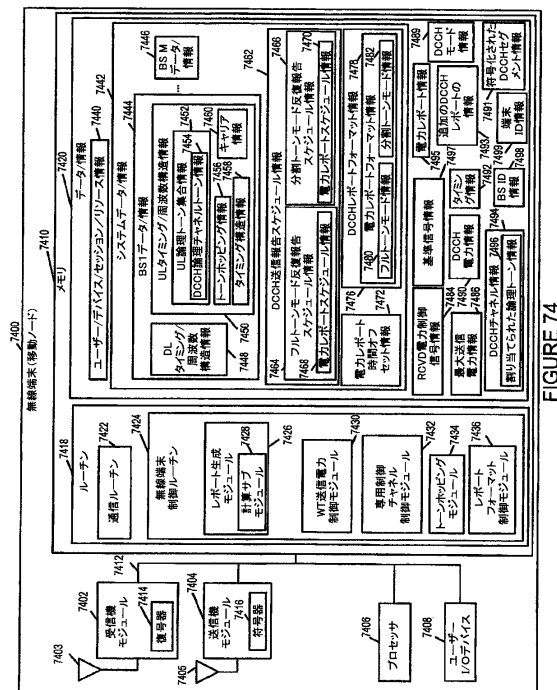 7400
無線端末(移動ノード)
7410
メモリ
7418
ルーチン
7422
通信ルーチン
7424
無線端末
制御ルーチン
レポート生成
モジュール
7428
計算サブ
モジュール
7426
WT送信電力
制御モジュール
7430
専用制御
チャネル
制御モジュール
7432
トーンホッピング
モジュール
7434
レポート
フォーマット
制御モジュール
7436
7420
データ/情報
7440
ユーザー/デバイス/セッション/リソース情報
7442
システムデータ/情報
7444
BS1データ/情報
7446
BS M
データ/
情報
...
ULタイミング/周波数構造情報
7452
UL論理トーン集合情報
7454
DCCH論理チャネルトーン情報
7456
トーンホッピング情報
7458
タイミング構造情報
7460
キャリア
情報
7450
DL
タイミング/
周波数
構造情報
7448
7462
DCCH送信報告スケジュール情報
7464
フルトーンモード反復報告
スケジュール情報
7468
電力レポートスケジュール情報
7466
分割トーンモード反復報告
スケジュール情報
7470
電力レポートスケジュール情報
7472
電力レポート
時間オフ
セット情報
7476
DCCHレポートフォーマット情報
7478
電力レポートフォーマット情報
7480
フルトーンモード情報
7482
分割トーンモード情報
7484
RCVD電力制御
信号情報
7486
最大送信
電力情報
7490
DCCH
電力情報
7492
タイミング
情報
7497
基準信号情報
7495
電力レポート情報
7489
DCCH
モード
情報
7493
追加のDCCH
レポートの情報
7491
符号化された
DCCHセグ
メント情報
7499
端末
ID情報
7498
BS ID
情報
7494
DCCHチャネル情報
7496
割り当てられた論理トーン情報
7412
7402
受信機
モジュール
7414
復号器
7403
7404
送信機
モジュール
7416
符号器
7405
7406
プロセッサ
7408
ユーザー
I/Oデバイス
FIGURE 74